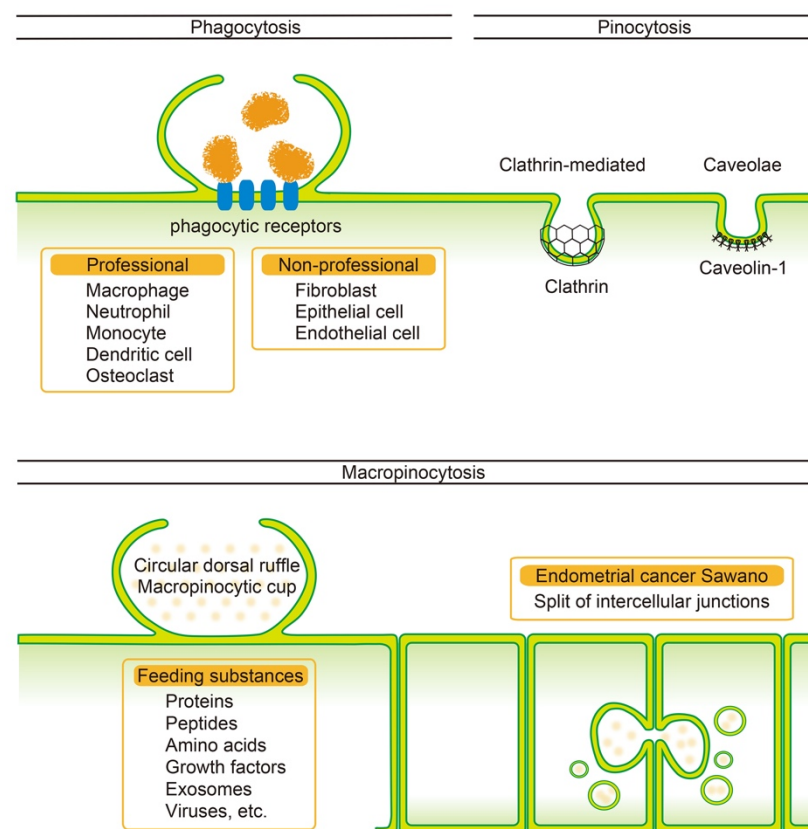 Phagocytosis
Pinocytosis
Clathrin-mediated
Caveolae
phagocytic receptors
Clathrin
Caveolin-1
Professional
Macrophage
Neutrophil
Monocyte
Dendritic cell
Osteoclast
Non-professional
Fibroblast
Epithelial cell
Endothelial cell
Macropinocytosis
Circular dorsal ruffle
Macropinocytic cup
Endometrial cancer Sawano
Split of intercellular junctions
Feeding substances
Proteins
Peptides
Amino acids
Growth factors
Exosomes
Viruses, etc.